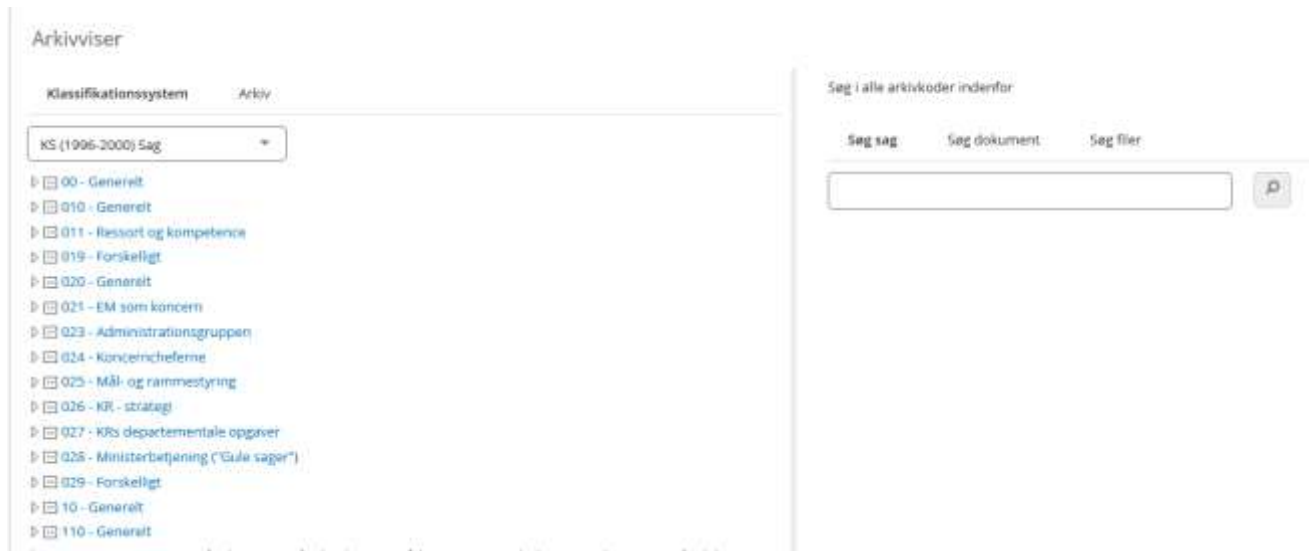 Arkivviser
Klassifikationssystem Arkiv
KS (1996-2000) Sag
00 - Generelt
010 - Generelt
011 - Ressort og kompetence
019 - Forskelligt
020 - Generelt
021 - EM som koncern
023 - Administrationsgruppen
024 - Koncerncheferne
025 - Mål- og rammestyring
026 - KR - strategi
027 - KRs departementale opgaver
028 - Ministerbetjening ("Gule sager")
029 - Forskelligt
10 - Generelt
110 - Generelt
Søg i alle arkivkoder indenfor
Søg sag Søg dokument Søg filer